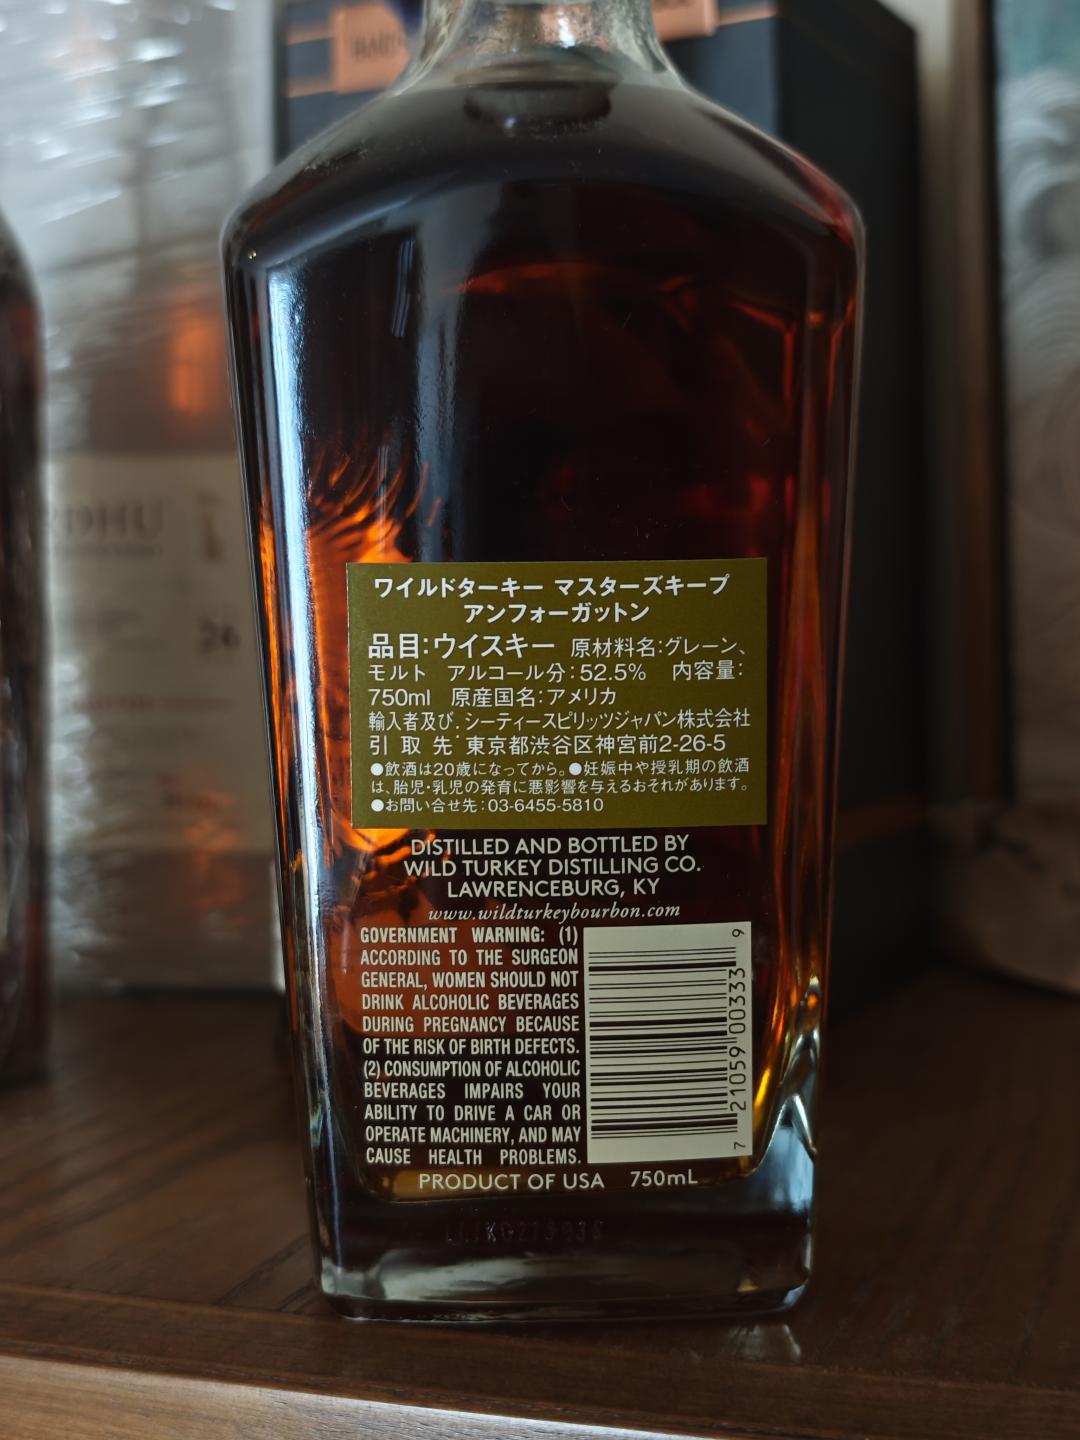 DHU
26
ワイルドターキー マスターズキープ
アンフォーガットン
品目:ウイスキー 原材料名:グレーン、
モルト アルコール分:52.5% 内容量:
750ml 原産国名:アメリカ
輸入者及び シーティースピリッツジャパン株式会社
引取先:東京都渋谷区神宮前2-26-5
●飲酒は20歳になってから。●妊娠中や授乳期の飲酒
は、胎児・乳児の発育に悪影響を与えるおそれがあります。
●お問い合せ先:03-6455-5810
DISTILLED AND BOTTLED BY
WILD TURKEY DISTILLING CO.
LAWRENCEBURG, KY
www.wildturkeybourbon.com
GOVERNMENT WARNING: (1)
ACCORDING TO THE SURGEON
GENERAL, WOMEN SHOULD NOT
DRINK ALCOHOLIC BEVERAGES
DURING PREGNANCY BECAUSE
OF THE RISK OF BIRTH DEFECTS.
(2) CONSUMPTION OF ALCOHOLIC
BEVERAGES IMPAIRS YOUR
ABILITY TO DRIVE A CAR OR
OPERATE MACHINERY, AND MAY
CAUSE HEALTH PROBLEMS.
7 21059 00333 9
PRODUCT OF USA 750mL